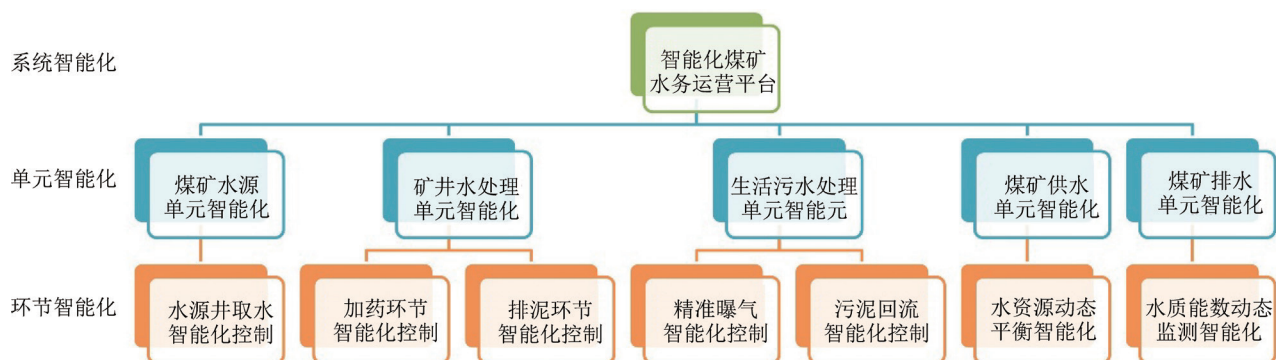 系统智能化
智能化煤矿
水务运营平台
单元智能化
煤矿水源
单元智能化
矿井水处理
单元智能化
生活污水处理
单元智能元
煤矿供水
单元智能化
煤矿排水
单元智能化
环节智能化
水源井取水
智能化控制
加药环节
智能化控制
排泥环节
智能化控制
精准曝气
智能化控制
污泥回流
智能化控制
水资源动态
平衡智能化
水质能数动态
监测智能化